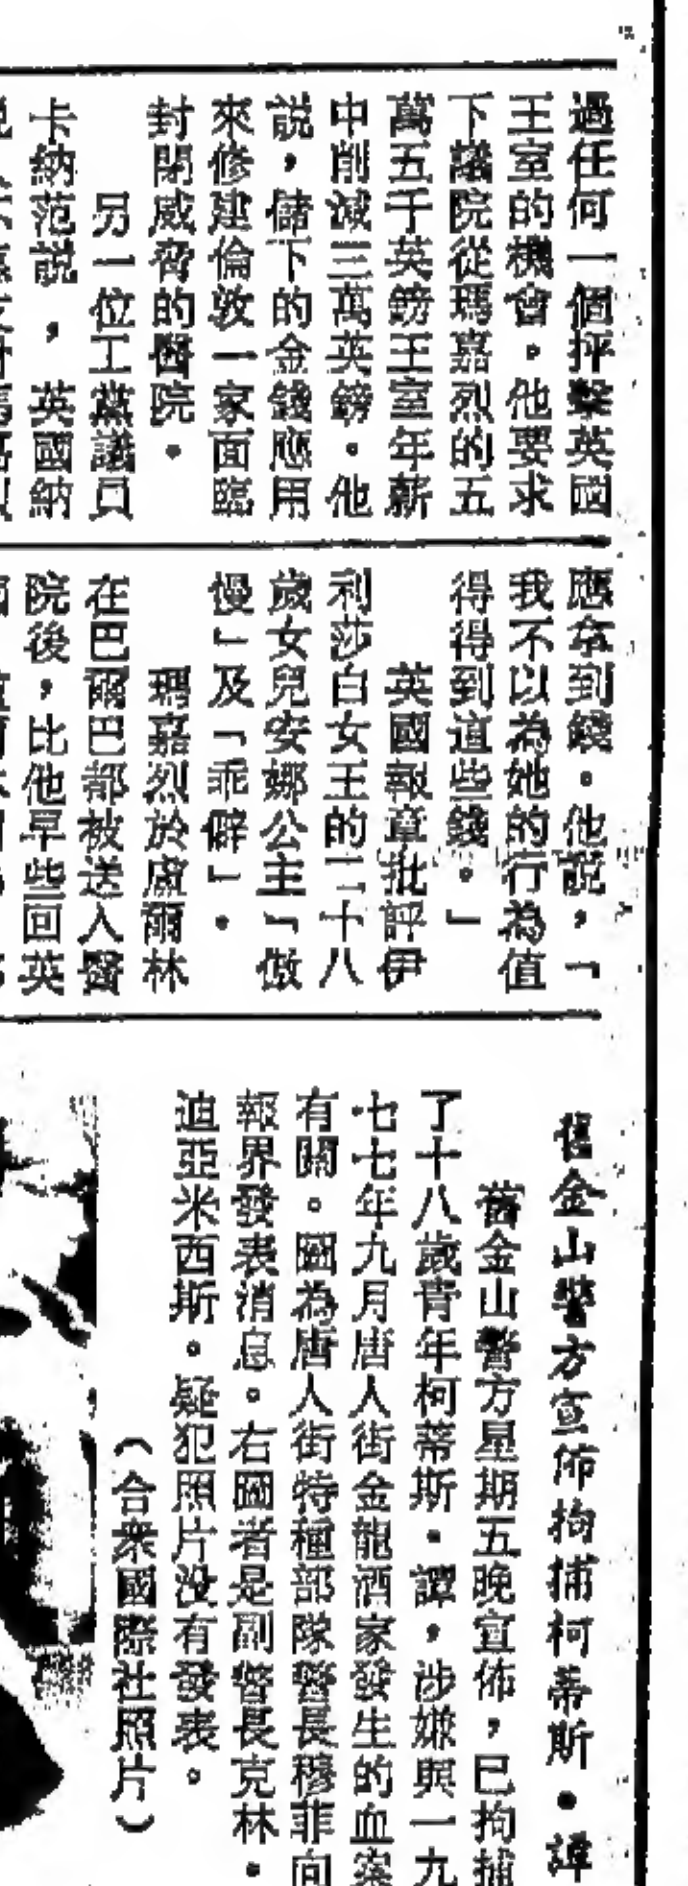 過任何一個抨擊英國
王室的機會。他要求
下議院從瑪嘉烈的五
萬五千英鎊王室年薪
中削減三萬英鎊。他
說,儲下的金錢應用
來修建倫敦一家面臨
封閉威脅的醫院。
另一位工黨議員
卡納范說,英國納
應拿到錢。他說,「
我不以為她的行為值
得得到這些錢。」
英國報章批評伊
利莎白女王的二十八
歲女兒安娜公主「傲
慢」及「乖僻」。
瑪嘉烈於盧爾林
在巴爾巴都被送入醫
院後,比他早些回英
舊金山警方宣佈拘捕柯蒂斯•譚
舊金山警方星期五晚宣佈,已拘捕
了十八歲青年柯蒂斯•譚,涉嫌與一九
七七年九月唐人街金龍酒家發生的血案
有關。圖為唐人街特種部隊警長穆菲向
報界發表消息。右圖者是副警長克林•
迪亞米西斯。疑犯照片没有發表。
(合衆國際社照片)